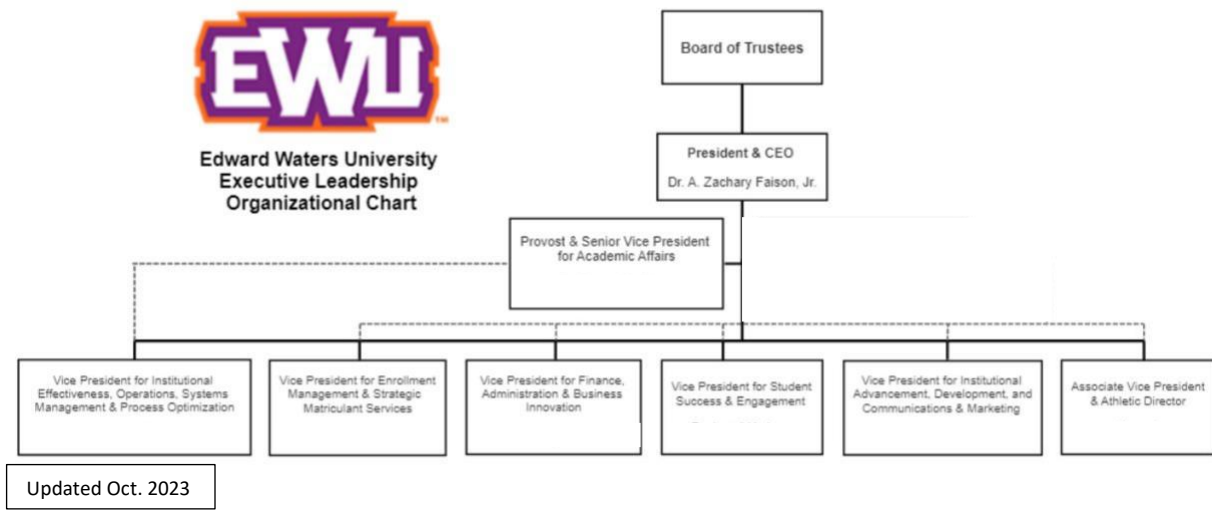 EWU
TM
Edward Waters University
Executive Leadership
Organizational Chart
Board of Trustees
President & CEO
Dr. A. Zachary Faison, Jr.
Provost & Senior Vice President
for Academic Affairs
Vice President for Institutional
Effectiveness, Operations, Systems
Management & Process Optimization
Vice President for Enrollment
Management & Strategic
Matriculant Services
Vice President for Finance,
Administration & Business
Innovation
Vice President for Student
Success & Engagement
Vice President for Institutional
Advancement, Development, and
Communications & Marketing
Associate Vice President
& Athletic Director
Updated Oct. 2023